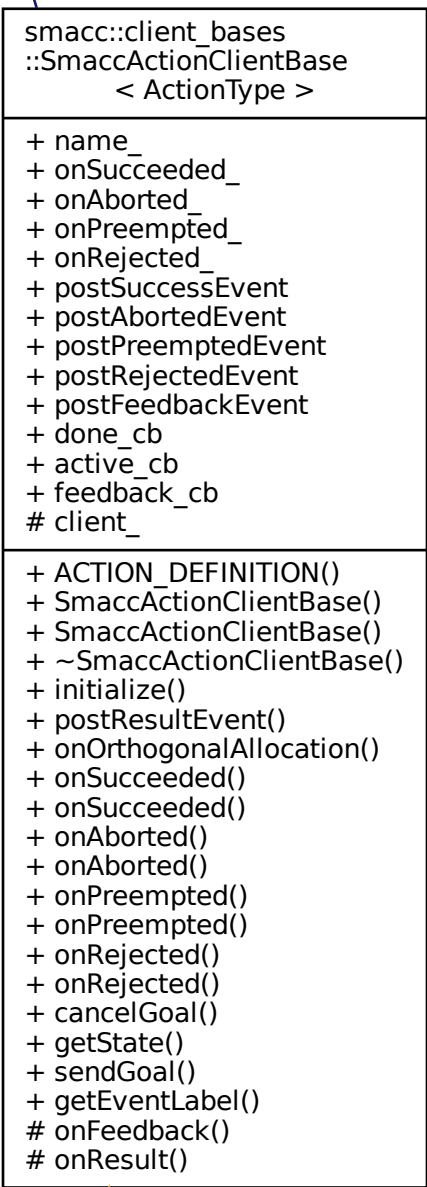 smacc::client_bases
::SmaccActionClientBase
< ActionType >
+ name_
+ onSucceeded_
+ onAborted_
+ onPreempted_
+ onRejected_
+ postSuccessEvent
+ postAbortedEvent
+ postPreemptedEvent
+ postRejectedEvent
+ postFeedbackEvent
+ done_cb
+ active_cb
+ feedback_cb
# client_
+ ACTION_DEFINITION()
+ SmaccActionClientBase()
+ SmaccActionClientBase()
+ ~SmaccActionClientBase()
+ initialize()
+ postResultEvent()
+ onOrthogonalAllocation()
+ onSucceeded()
+ onSucceeded()
+ onAborted()
+ onAborted()
+ onPreempted()
+ onPreempted()
+ onRejected()
+ onRejected()
+ cancelGoal()
+ getState()
+ sendGoal()
+ getEventLabel()
# onFeedback()
# onResult()